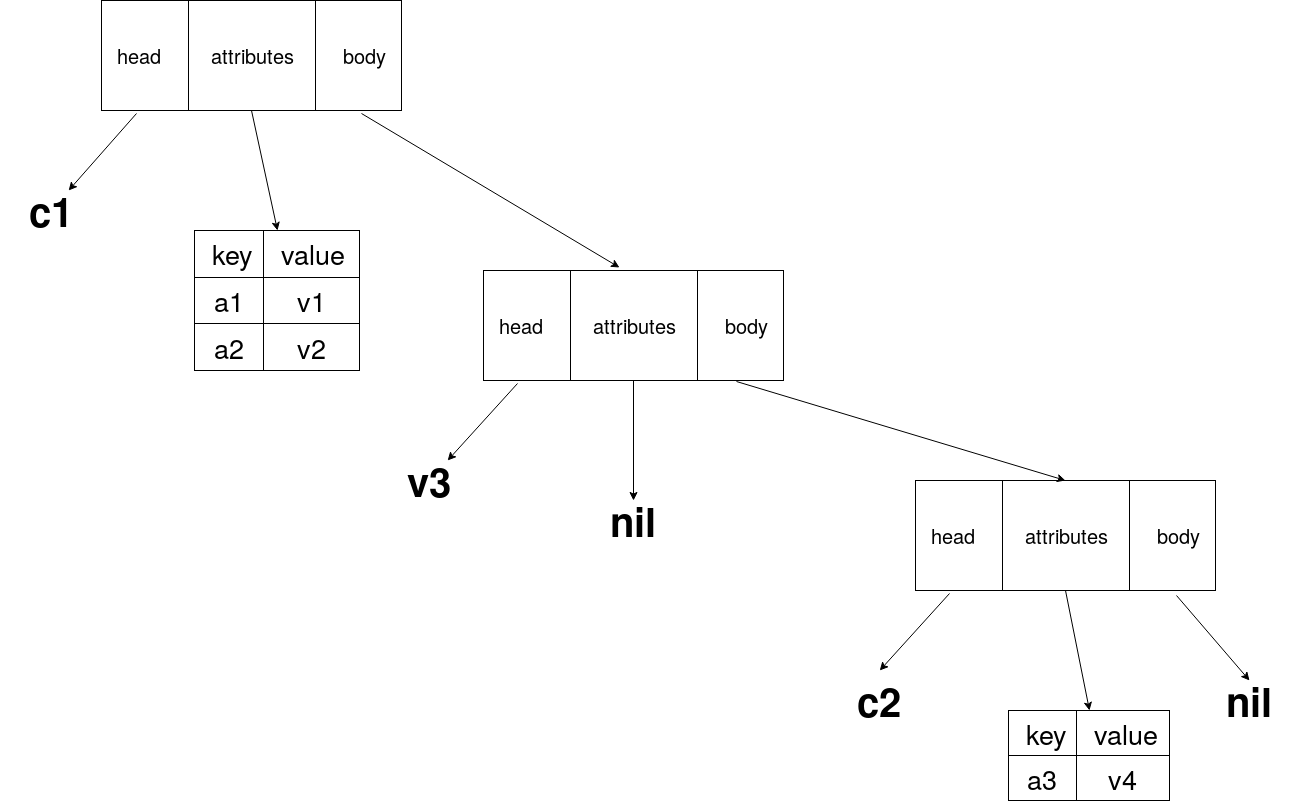 head attributes body
c1
key value
a1 v1
a2 v2
head attributes body
v3
nil
head attributes body
c2
nil
key value
a3 v4